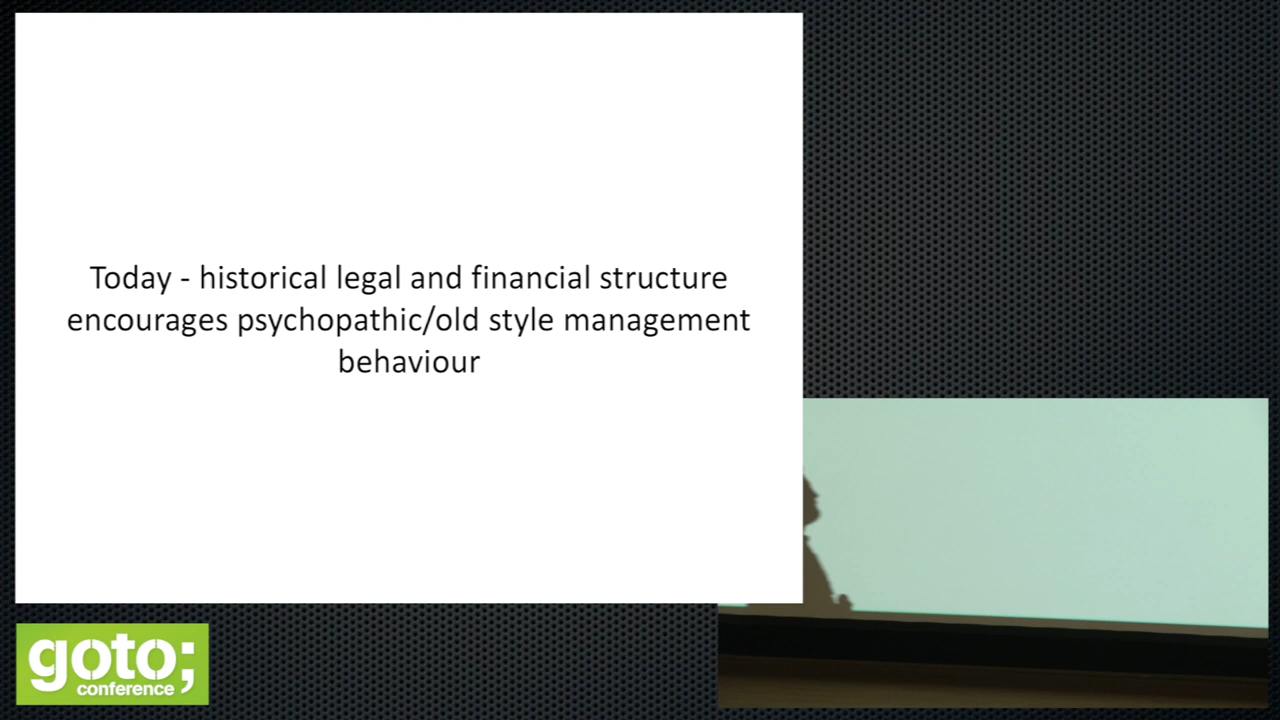 Today - historical legal and financial structure
encourages psychopathic/old style management
behaviour
goto;
conference